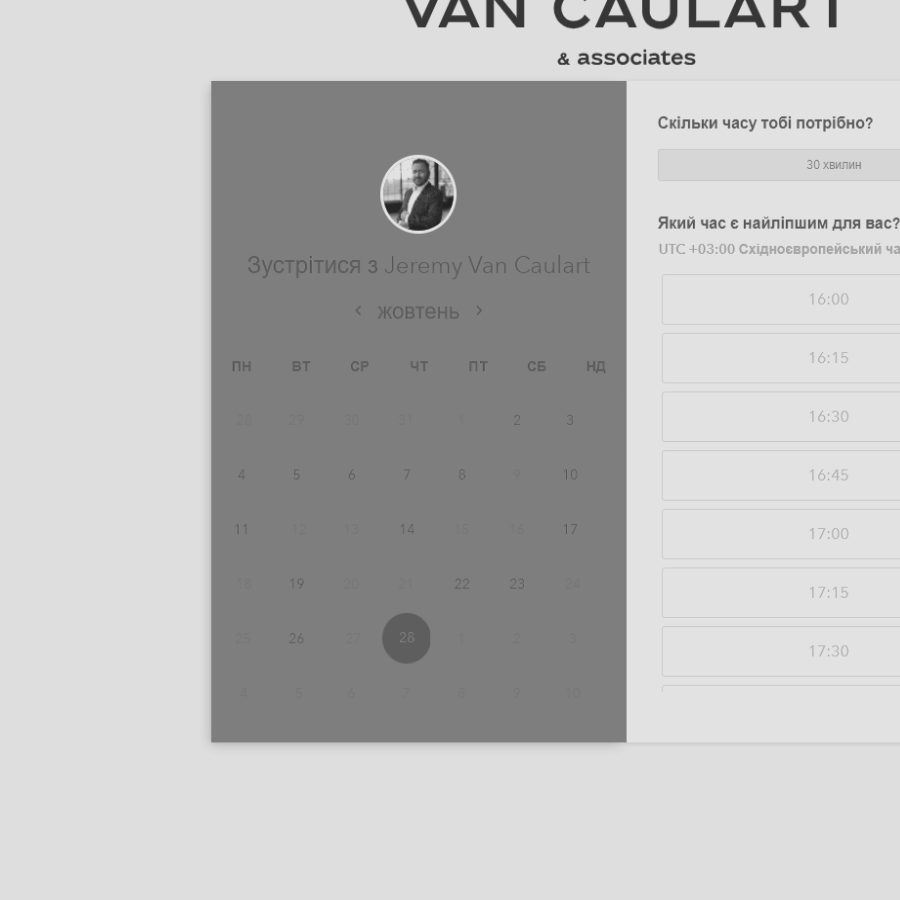 VAN CAULART
& associates
Зустрітися з Jeremy Van Caulart
жовтень
ПН ВТ СР ЧТ ПТ СБ НД
28 29 30 31 1 2 3
4 5 6 7 8 9 10
11 12 13 14 15 16 17
18 19 20 21 22 23 24
25 26 27 28 1 2 3
4 5 6 7 8 9 10
Скільки часу тобі потрібно?
30 хвилин
Який час є найліпшим для вас?
UTC +03:00 Східноєвропейський ча
16:00
16:15
16:30
16:45
17:00
17:15
17:30